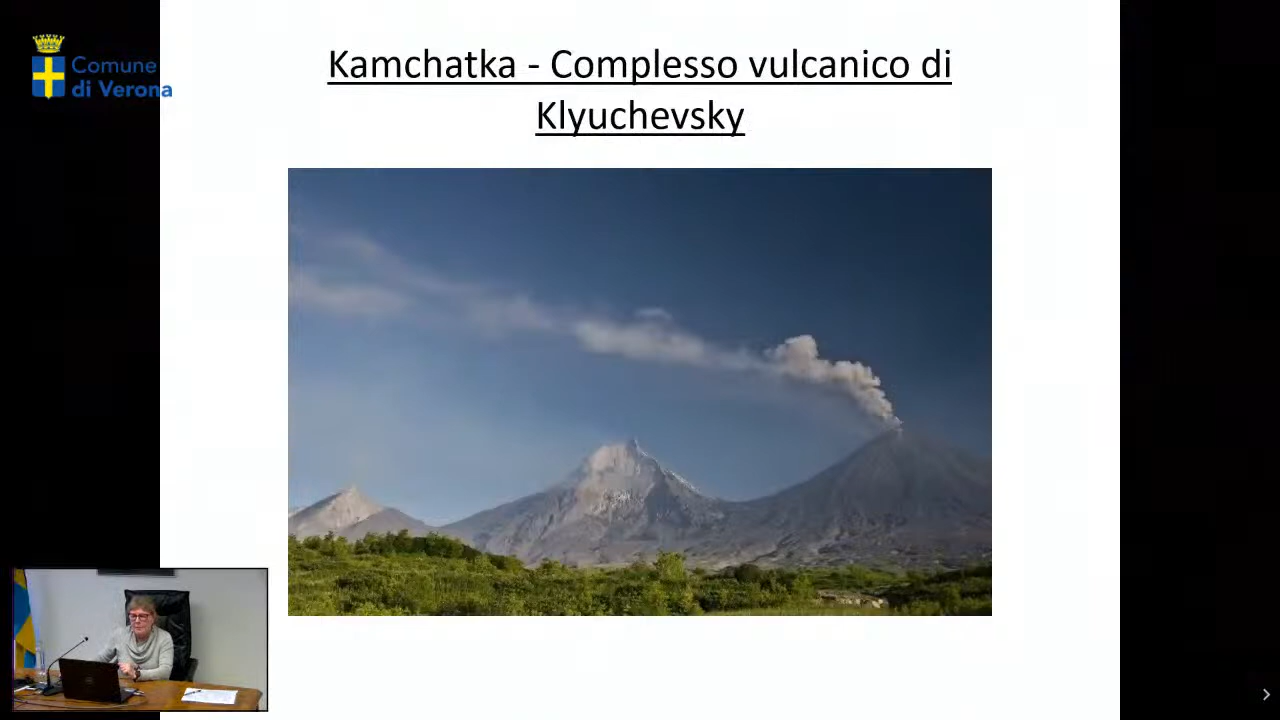 Comune
di Verona
Kamchatka - Complesso vulcanico di
Klyuchevsky